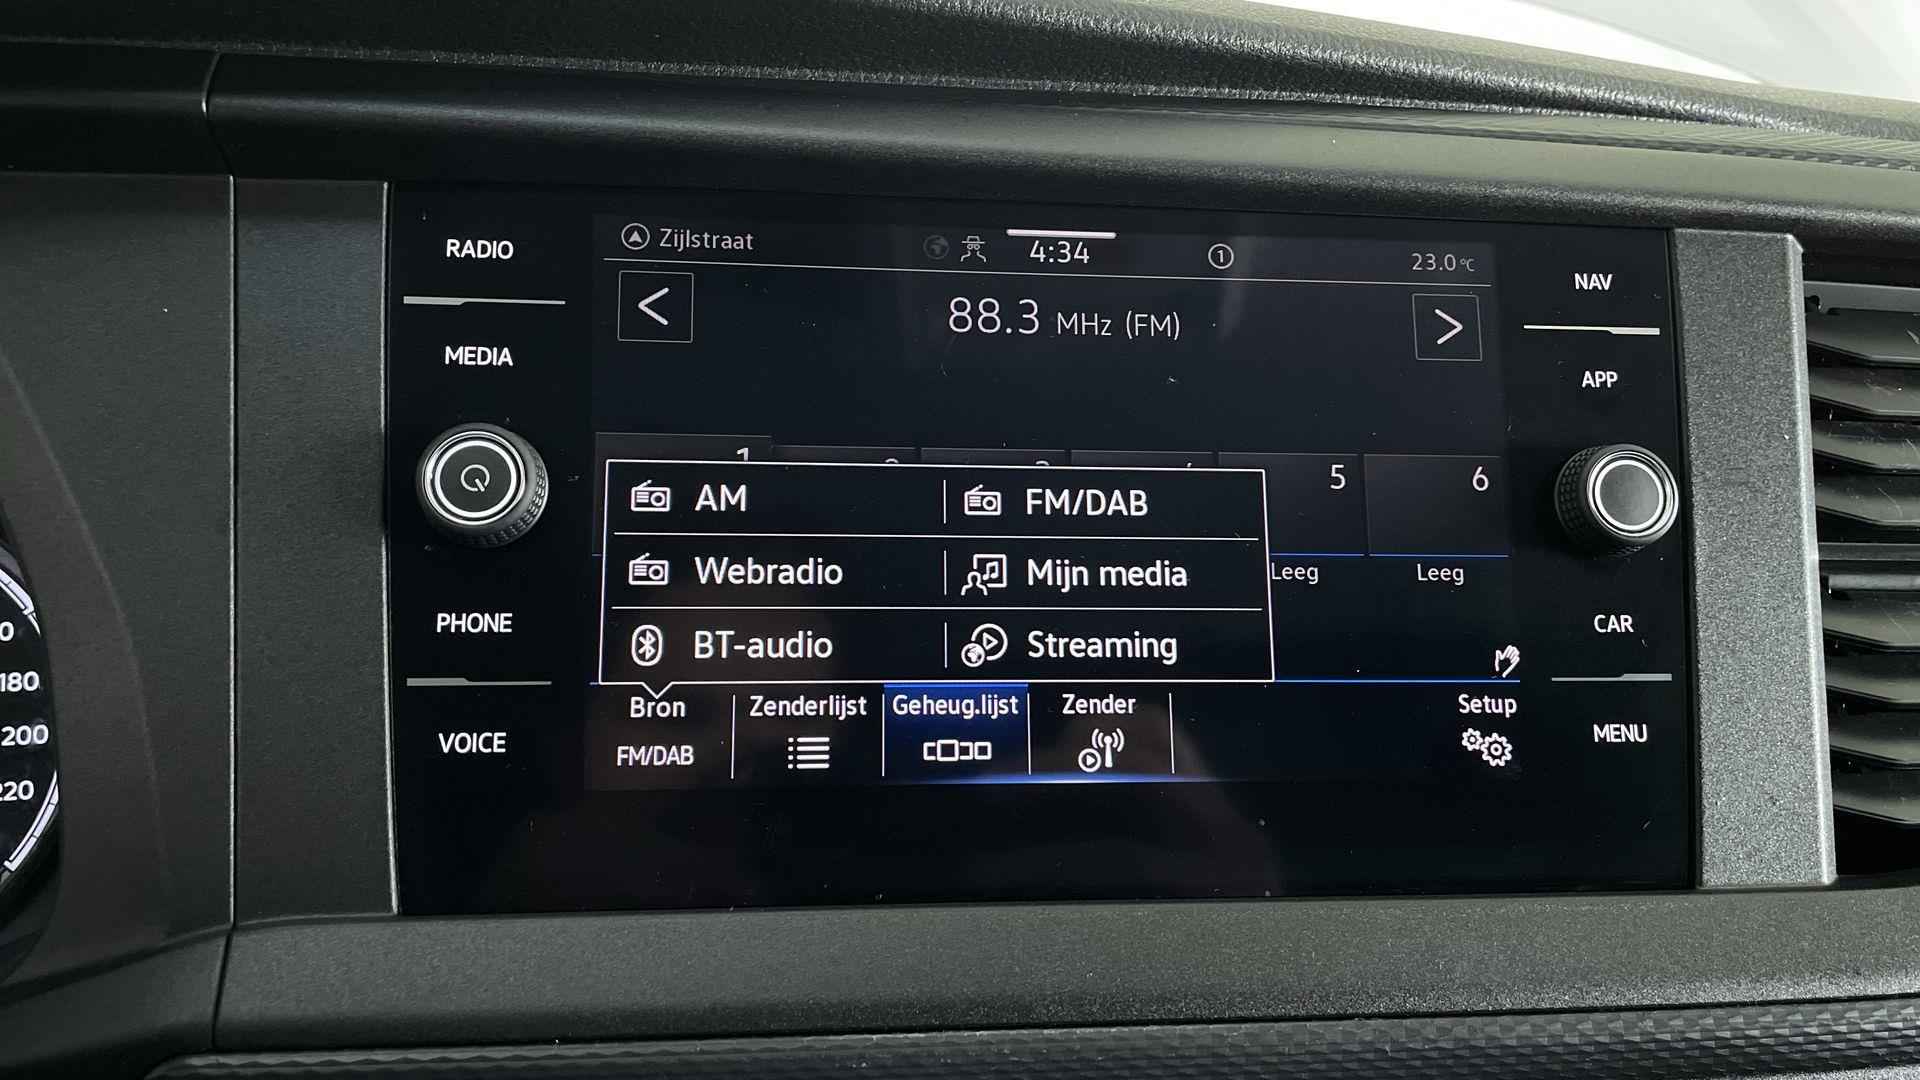 RADIO
MEDIA
PHONE
VOICE
Zijlstraat
4:34
1
23.0 °C
88.3 MHz (FM)
1
5
6
AM
FM/DAB
Webradio
Mijn media
BT-audio
Streaming
Leeg
Leeg
Bron
FM/DAB
Zenderlijst
Geheug.lijst
Zender
Setup
NAV
APP
CAR
MENU
180
200